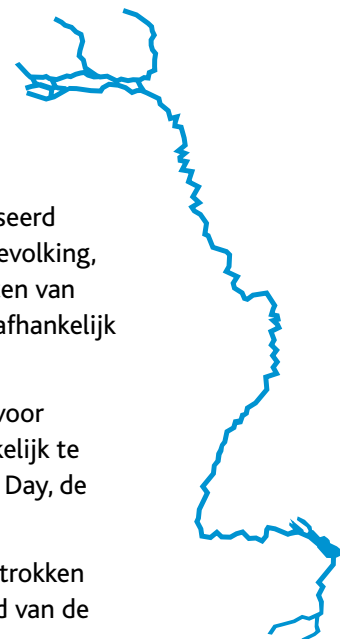 seerd
evolking,
en van
afhankelijk
voor
kelijk te
Day, de
trokken
d van de